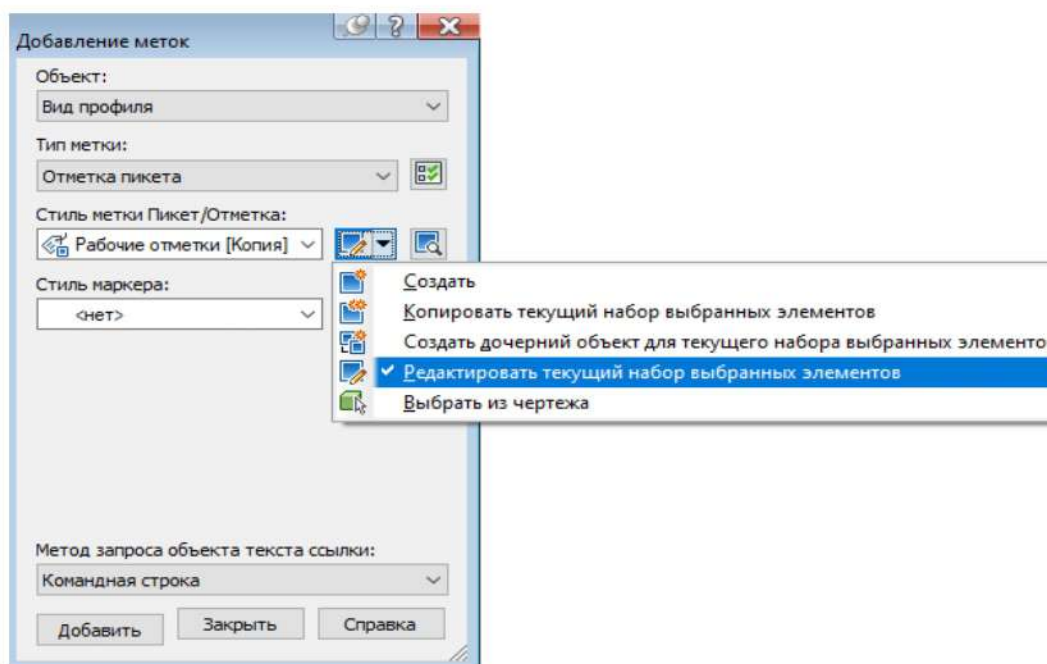 Добавление меток
Объект:
Вид профиля
Тип метки:
Отметка пикета
Стиль метки Пикет/Отметка:
Рабочие отметки [Копия]
Создать
Стиль маркера:
Копировать текущий набор выбранных элементов
<нет>
Создать дочерний объект для текущего набора выбранных элементо
Редактировать текущий набор выбранных элементов
Выбрать из чертежа
Метод запроса объекта текста ссылки:
Командная строка
Добавить Закрыть Справка